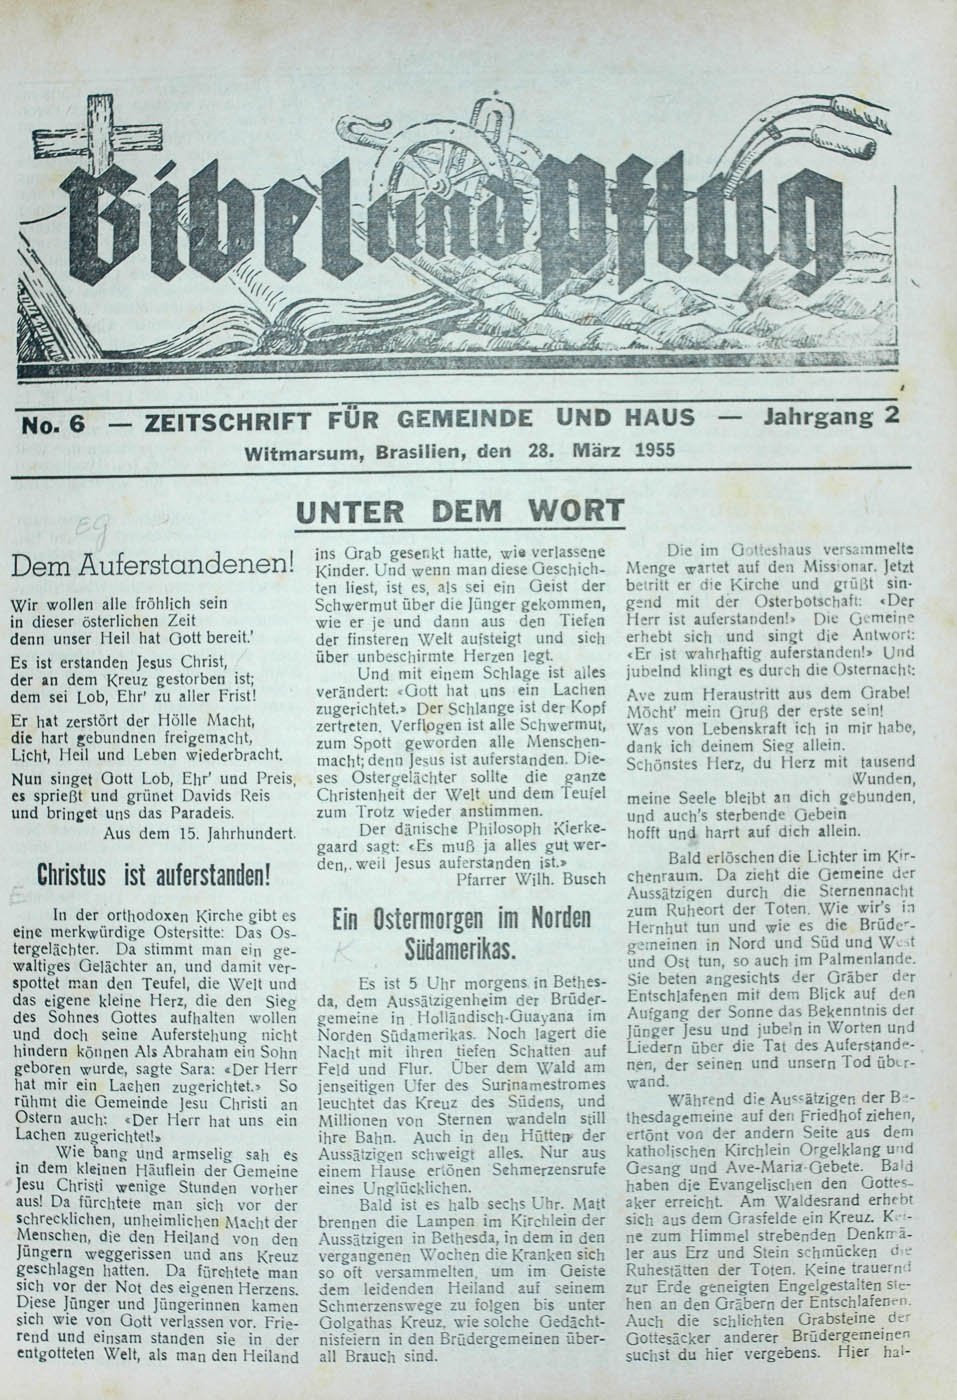 Bibel und Pflug
No. 6 — ZEITSCHRIFT FÜR GEMEINDE UND HAUS — Jahrgang 2
Witmarsum, Brasilien, den 28. März 1955
UNTER DEM WORT
EG
Dem Auferstandenen!
Wir wollen alle fröhlich sein
in dieser österlichen Zeit
denn unser Heil hat Gott bereit.'
Es ist erstanden Jesus Christ,
der an dem Kreuz gestorben ist;
dem sei Lob, Ehr' zu aller Frist!
Er hat zerstört der Hölle Macht,
die hart gebundnen freigemacht,
Licht, Heil und Leben wiederbracht.
Nun singet Gott Lob, Ehr' und Preis,
es sprießt und grünet Davids Reis
und bringet uns das Paradeis.
Aus dem 15. Jahrhundert.
Christus ist auferstanden!
E
In der orthodoxen Kirche gibt es
eine merkwürdige Ostersitte: Das Os-
tergelächter. Da stimmt man ein ge-
waltiges Gelächter an, und damit ver-
spottet man den Teufel, die Welt und
das eigene kleine Herz, die den Sieg
des Sohnes Gottes aufhalten wollen
und doch seine Auferstehung nicht
hindern können Als Abraham ein Sohn
geboren wurde, sagte Sara: «Der Herr
hat mir ein Lachen zugerichtet.» So
rühmt die Gemeinde Jesu Christi an
Ostern auch: «Der Herr hat uns ein
Lachen zugerichtet!»
Wie bang und armselig sah es
in dem kleinen Häuflein der Gemeine
Jesu Christi wenige Stunden vorher
aus! Da fürchtete man sich vor der
schrecklichen, unheimlichen Macht der
Menschen, die den Heiland von den
Jüngern weggerissen und ans Kreuz
geschlagen hatten. Da fürchtete man
sich vor der Not des eigenen Herzens.
Diese Jünger und Jüngerinnen kamen
sich wie von Gott verlassen vor. Frie-
rend und einsam standen sie in der
entgotteten Welt, als man den Heiland
ins Grab gesenkt hatte, wie verlassene
Kinder. Und wenn man diese Geschich-
ten liest, ist es, als sei ein Geist der
Schwermut über die Jünger gekommen,
wie er je und dann aus den Tiefen
der finsteren Welt aufsteigt und sich
über unbeschirmte Herzen legt.
Und mit einem Schlage ist alles
verändert: «Gott hat uns ein Lachen
zugerichtet.» Der Schlange ist der Kopf
zertreten. Verflogen ist alle Schwermut,
zum Spott geworden alle Menschen-
macht; denn Jesus ist auferstanden. Die-
ses Ostergelächter sollte die ganze
Christenheit der Welt und dem Teufel
zum Trotz wieder anstimmen.
Der dänische Philosoph Kierke-
gaard sagt: «Es muß ja alles gut wer-
den,. weil Jesus auferstanden ist.»
Pfarrer Wilh. Busch
Ein Ostermorgen im Norden
Südamerikas.
K
Es ist 5 Uhr morgens in Bethes-
da, dem Aussätzigenheim der Brüder-
gemeine in Holländisch-Guayana im
Norden Südamerikas. Noch lagert die
Nacht mit ihren tiefen Schatten auf
Feld und Flur. Über dem Wald am
jenseitigen Ufer des Surinamestromes
leuchtet das Kreuz des Südens, und
Millionen von Sternen wandeln still
ihre Bahn. Auch in den Hütten der
Aussätzigen schweigt alles. Nur aus
einem Hause ertönen Sehmerzensrufe
eines Unglücklichen.
Bald ist es halb sechs Uhr. Matt
brennen die Lampen im Kirchlein der
Aussätzigen in Bethesda, in dem in den
vergangenen Wochen die Kranken sich
so oft versammelten, um im Geiste
dem leidenden Heiland auf seinem
Schmerzenswege zu folgen bis unter
Golgathas Kreuz, wie solche Gedächt-
nisfeiern in den Brüdergemeinen über-
all Brauch sind.
Die im Gotteshaus versammelte
Menge wartet auf den Missionar. Jetzt
betritt er die Kirche und grüßt sin-
gend mit der Osterbotschaft: «Der
Herr ist auferstanden!» Die Gemeine
erhebt sich und singt die Antwort:
«Er ist wahrhaftig auferstanden!» Und
jubelnd klingt es durch die Osternacht:
Ave zum Heraustritt aus dem Grabe!
Möcht' mein Gruß der erste sein!
Was von Lebenskraft ich in mir habe,
dank ich deinem Sieg allein.
Schönstes Herz, du Herz mit tausend
Wunden,
meine Seele bleibt an dich gebunden,
und auch's sterbende Gebein
hofft und harrt auf dich allein.
Bald erlöschen die Lichter im Kir-
chenraum. Da zieht die Gemeine der
Aussätzigen durch die Sternennacht
zum Ruheort der Toten. Wie wir's in
Hernhut tun und wie es die Brüder-
gemeinen in Nord und Süd und West
und Ost tun, so auch im Palmenlande.
Sie beten angesichts der Gräber der
Entschlafenen mit dem Blick auf den
Aufgang der Sonne das Bekenntnis der
Jünger Jesu und jubeln in Worten und
Liedern über die Tat des Auferstande-
nen, der seinen und unsern Tod über-
wand.
Während die Aussätzigen der Be-
thesdagemeine auf den Friedhof ziehen,
ertönt von der andern Seite aus dem
katholischen Kirchlein Orgelklang und
Gesang und Ave-Maria-Gebete. Bald
haben die Evangelischen den Gottes-
aker erreicht. Am Waldesrand erhebt
sich aus dem Grasfelde ein Kreuz. Kei-
ne zum Himmel strebenden Denkmä-
ler aus Erz und Stein schmücken die
Ruhestätten der Toten. Keine trauernd
zur Erde geneigten Engelgestalten ste-
hen an den Gräbern der Entschlafenen.
Auch die schlichten Grabsteine der
Gottesäcker anderer Brüdergemeinen
suchst du hier vergebens. Hier hal-